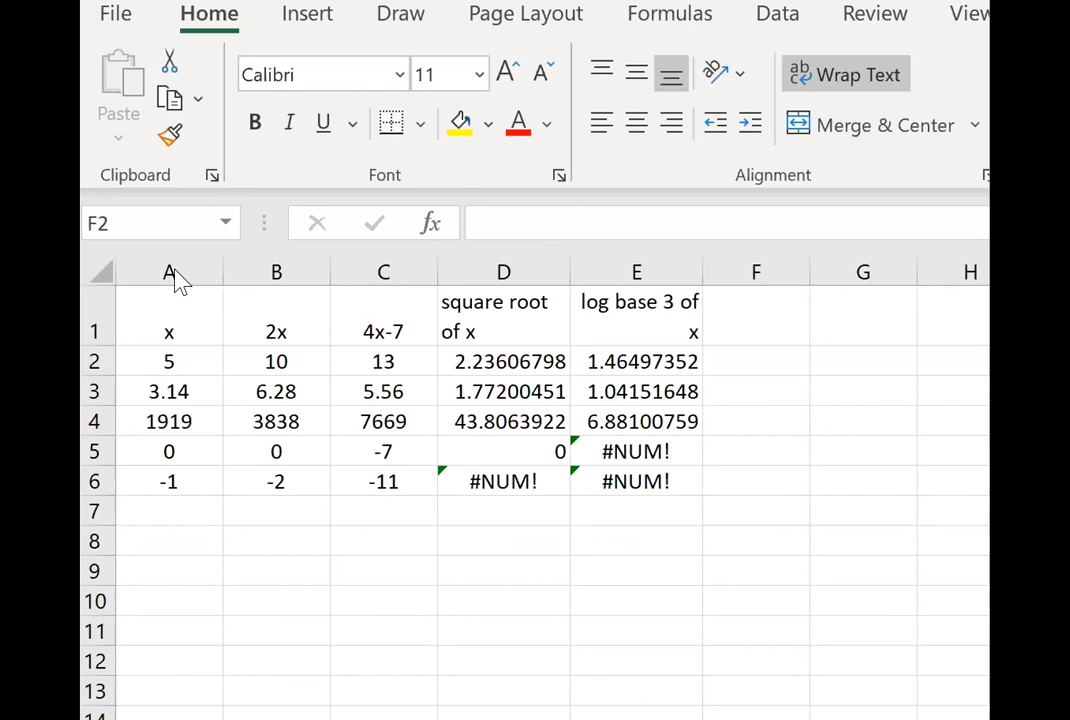 File Home Insert Draw Page Layout Formulas Data Review View
Calibri 11 A A ab Wrap Text
Paste B I U A Merge & Center
Clipboard Font Alignment
F2 fx
A B C D E F G H
square root log base 3 of
1 x 2x 4x-7 of x x
2 5 10 13 2.23606798 1.46497352
3 3.14 6.28 5.56 1.77200451 1.04151648
4 1919 3838 7669 43.8063922 6.88100759
5 0 0 -7 0 #NUM!
6 -1 -2 -11 #NUM! #NUM!
7
8
9
10
11
12
13
14